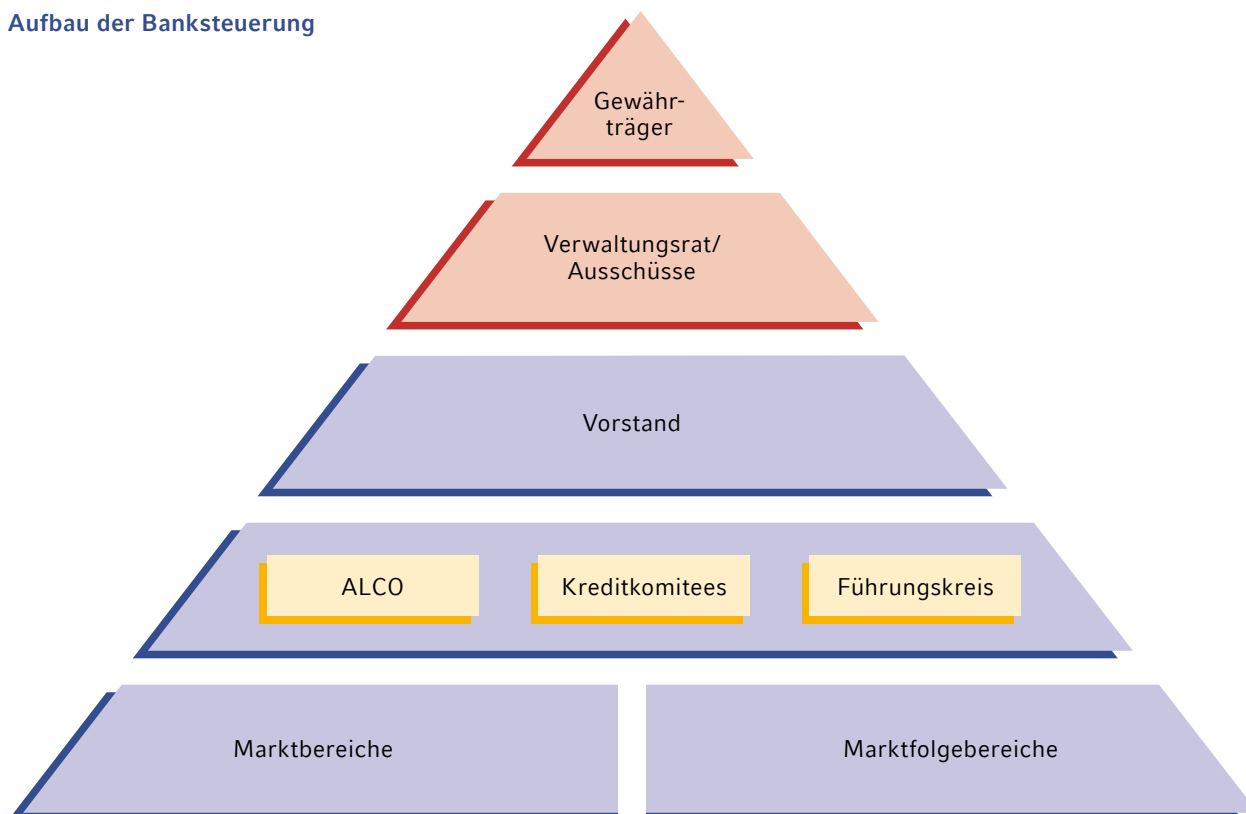 Aufbau der Banksteuerung
Gewähr-
träger
Verwaltungsrat/
Ausschüsse
Vorstand
ALCO
Kreditkomitees
Führungskreis
Marktbereiche
Marktfolgebereiche